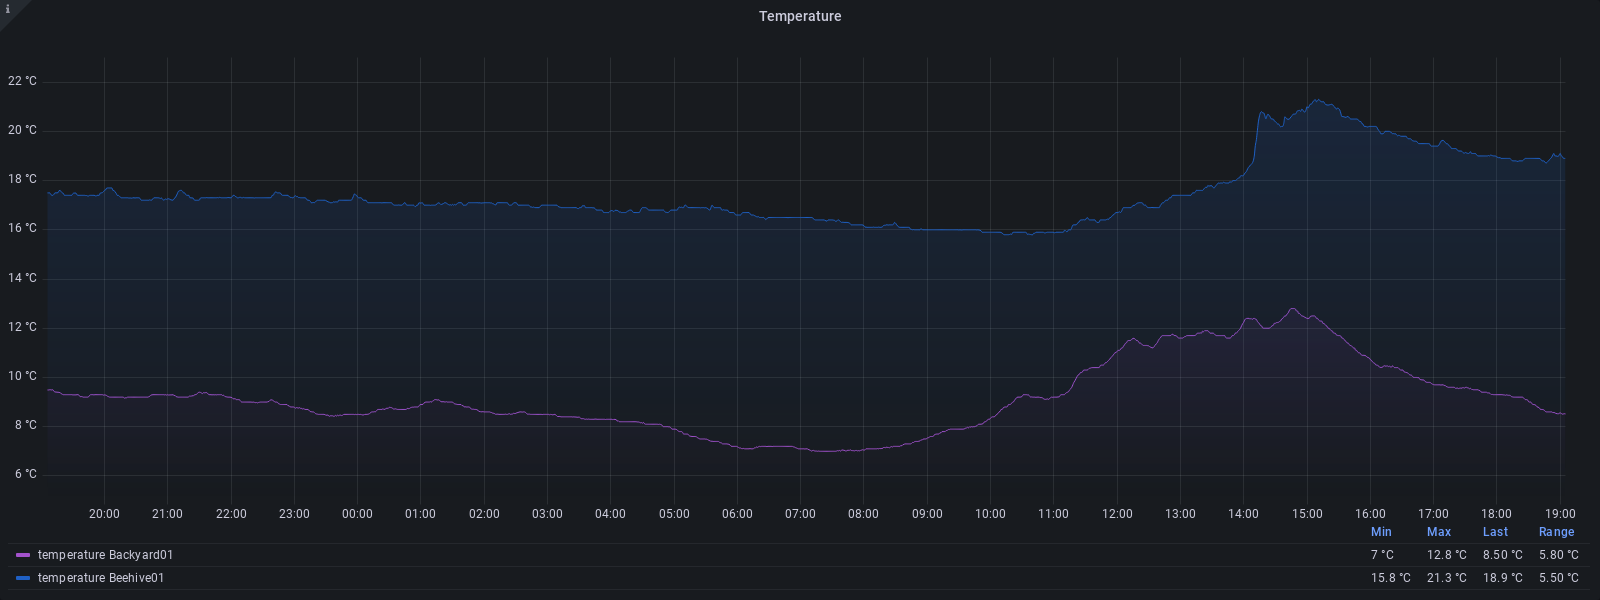 i
Temperature
22 °C
20 °C
18 °C
16 °C
14 °C
12 °C
10 °C
8 °C
6 °C
20:00 21:00 22:00 23:00 00:00 01:00 02:00 03:00 04:00 05:00 06:00 07:00 08:00 09:00 10:00 11:00 12:00 13:00 14:00 15:00 16:00 17:00 18:00 19:00
Min Max Last Range
temperature Backyard01 7 °C 12.8 °C 8.50 °C 5.80 °C
temperature Beehive01 15.8 °C 21.3 °C 18.9 °C 5.50 °C